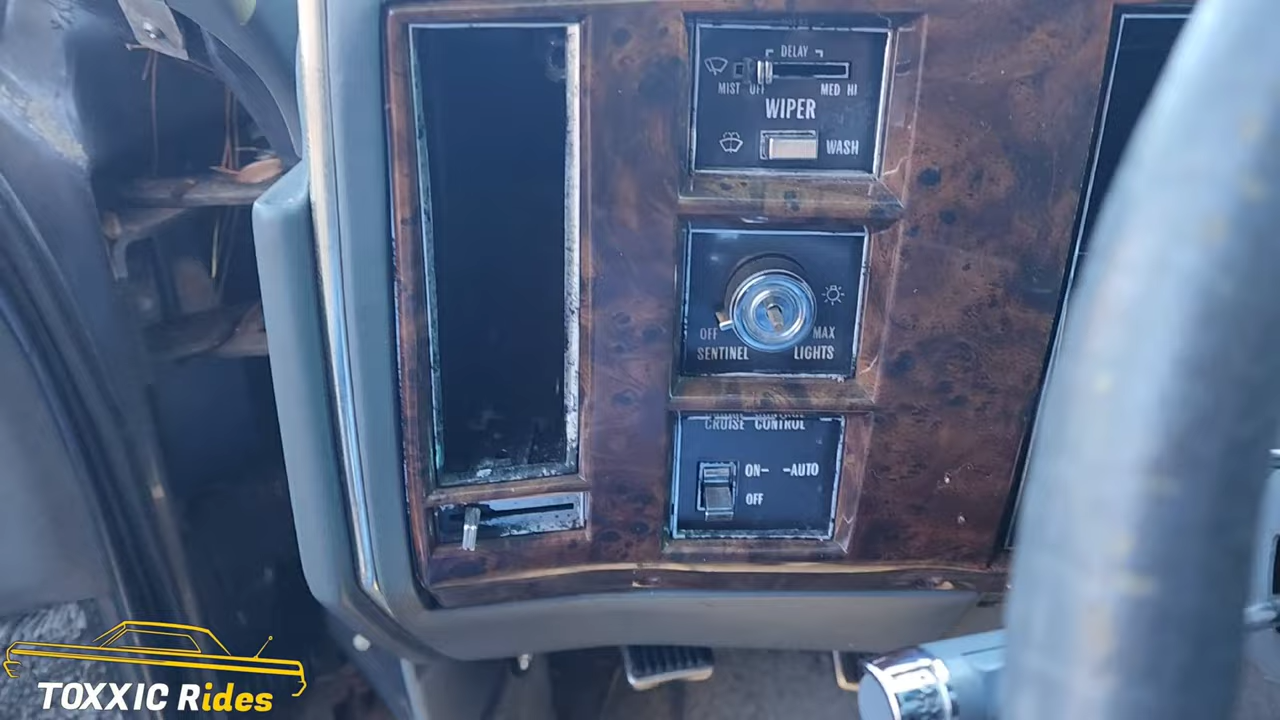 DELAY
MIST OFF MED HI
WIPER
WASH
OFF MAX
SENTINEL LIGHTS
CRUISE CONTROL
ON- -AUTO
OFF
TOXXIC Rides